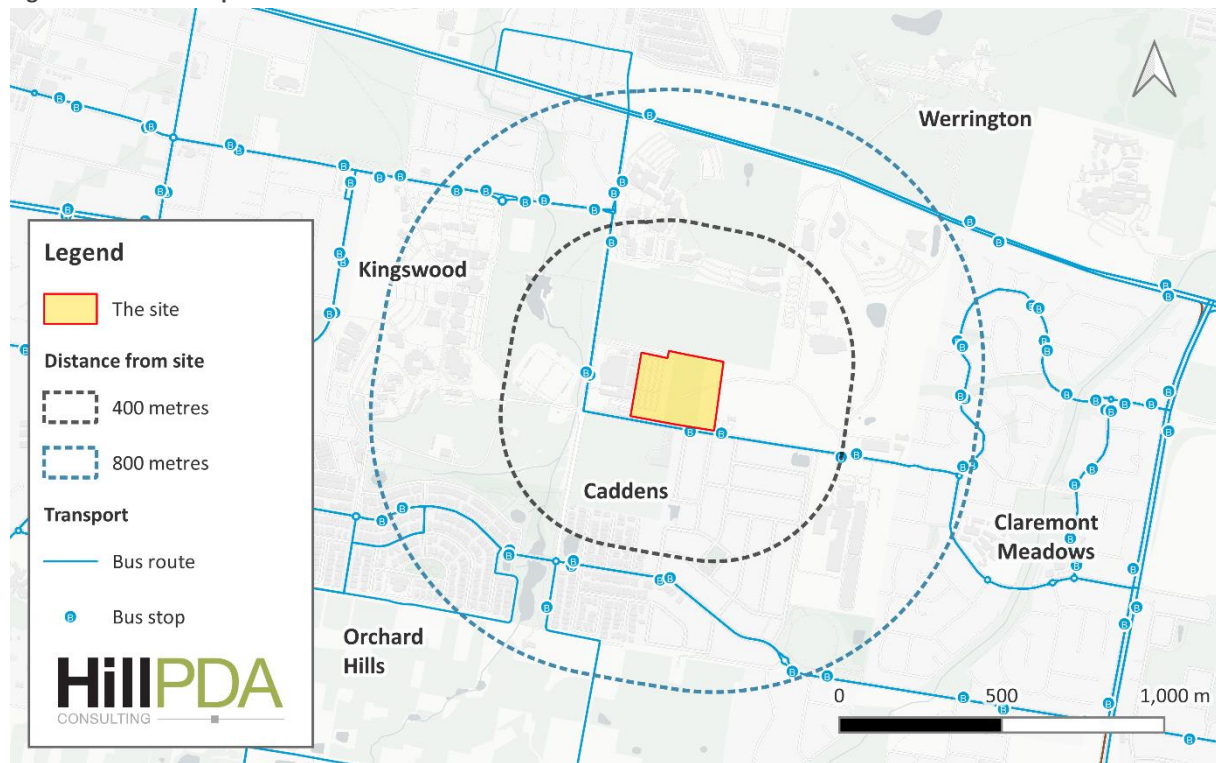 Werrington
Legend
Kingswood
The site
Distance from site
400 metres
800 metres
Caddens
Transport
Claremont
Meadows
Bus route
B Bus stop
Orchard
Hills
HillPDA
CONSULTING
0 500 1,000 m